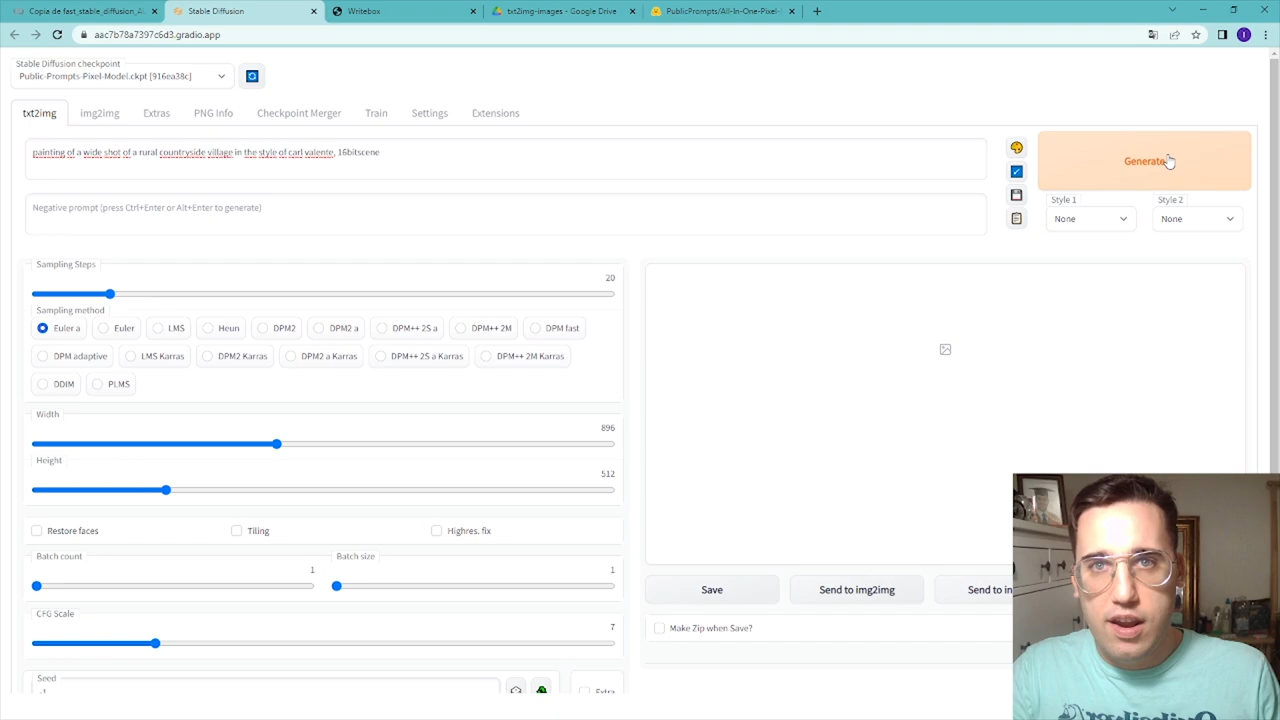 Copia de fast_stable_diffusion_AU
Stable Diffusion
Writebox
txt2img-images - Google Drive
PublicPrompts/All-In-One-Pixel-
aac7b78a7397c6d3.gradio.app
Stable Diffusion checkpoint
Public-Prompts-Pixel-Model.ckpt [916ea38c]
txt2img
img2img
Extras
PNG Info
Checkpoint Merger
Train
Settings
Extensions
painting of a wide shot of a rural countryside village in the style of carl valente, 16bitscene
Generate
Negative prompt (press Ctrl+Enter or Alt+Enter to generate)
Style 1
Style 2
None
None
Sampling Steps
20
Sampling method
Euler a
Euler
LMS
Heun
DPM2
DPM2 a
DPM++ 2S a
DPM++ 2M
DPM fast
DPM adaptive
LMS Karras
DPM2 Karras
DPM2 a Karras
DPM++ 2S a Karras
DPM++ 2M Karras
DDIM
PLMS
Width
896
Height
512
Restore faces
Tiling
Highres. fix
Batch count
1
Batch size
1
CFG Scale
7
Save
Send to img2img
Send to in
Make Zip when Save?
Seed
-1
Extra